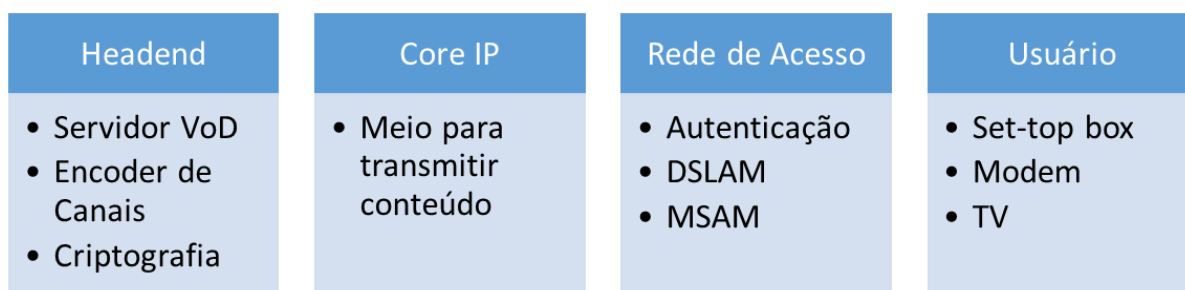 Headend
• Servidor VoD
• Encoder de
Canais
• Criptografia
Core IP
• Meio para
transmitir
conteúdo
Rede de Acesso
• Autenticação
• DSLAM
• MSAM
Usuário
• Set-top box
• Modem
• TV